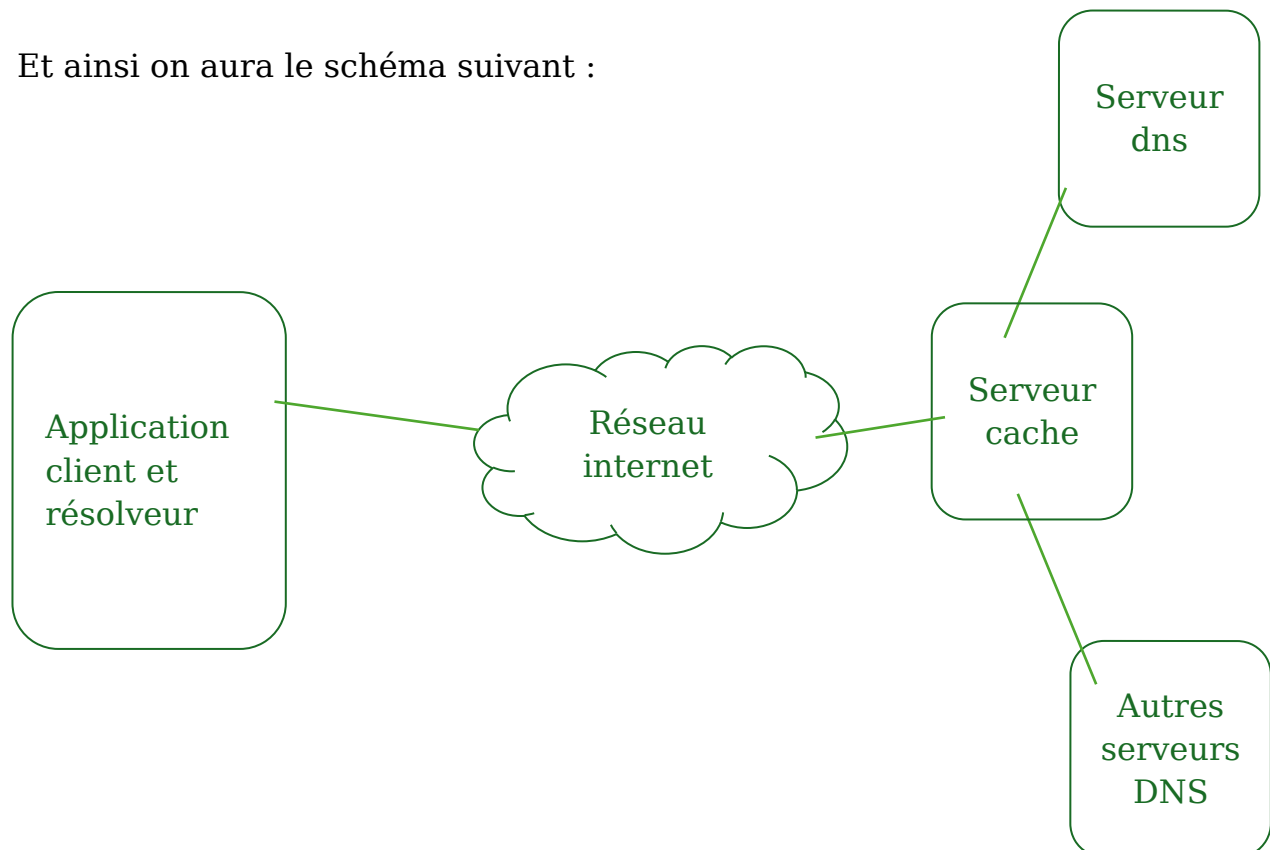 Et ainsi on aura le schéma suivant :
Serveur
dns
Application
client et
résolveur
Réseau
internet
Serveur
cache
Autres
serveurs
DNS